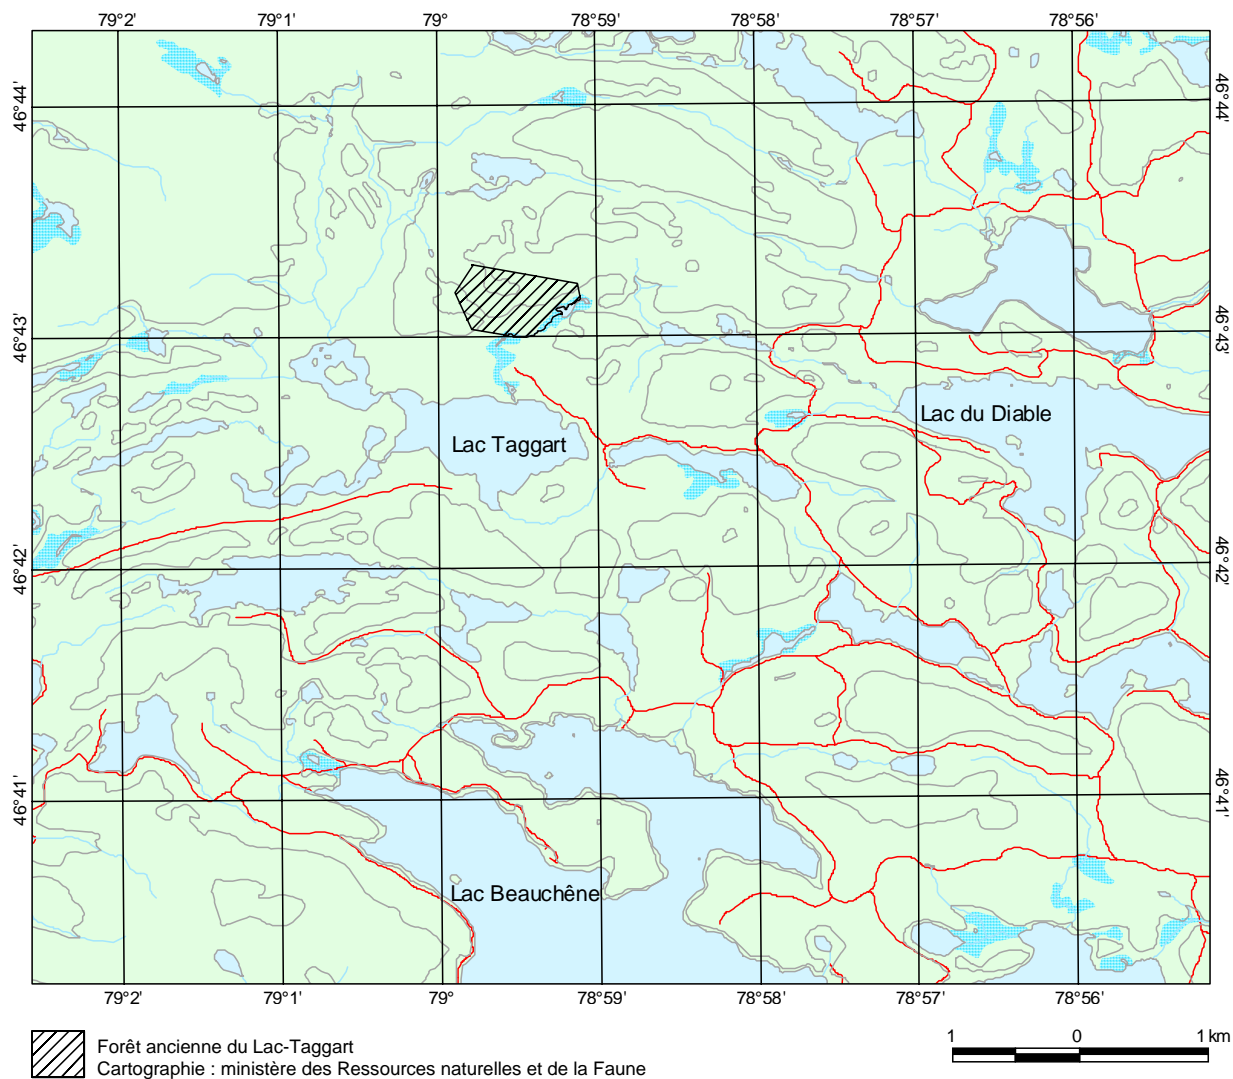 79°2' 79°1' 79° 78°59' 78°58' 78°57' 78°56'
46°44' 46°44'
46°43' 46°43'
Lac du Diable
Lac Taggart
46°42' 46°42'
46°41' 46°41'
Lac Beauchêne
79°2' 79°1' 79° 78°59' 78°58' 78°57' 78°56'
1 0 1 km
Forêt ancienne du Lac-Taggart
Cartographie : ministère des Ressources naturelles et de la Faune